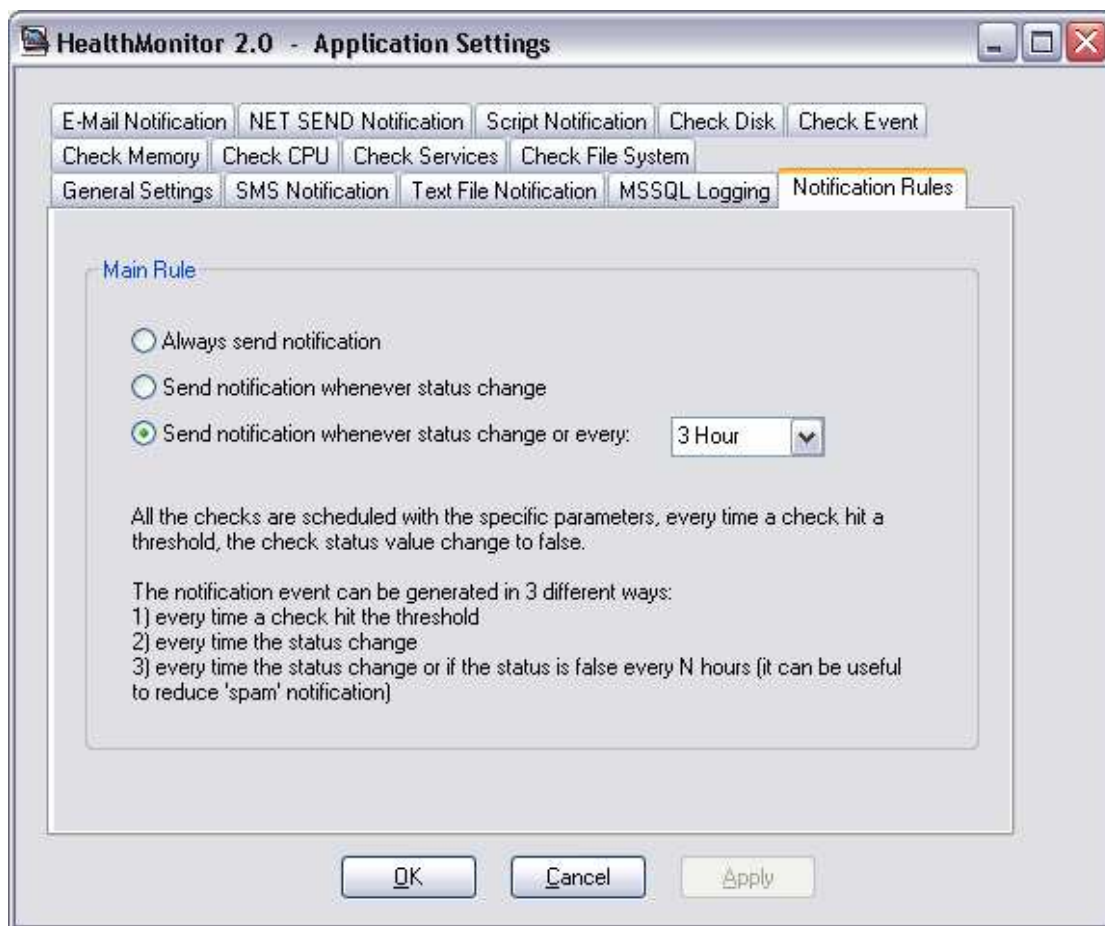 HealthMonitor 2.0 - Application Settings
E-Mail Notification NET SEND Notification Script Notification Check Disk Check Event
Check Memory Check CPU Check Services Check File System
General Settings SMS Notification Text File Notification MSSQL Logging Notification Rules
Main Rule
Always send notification
Send notification whenever status change
Send notification whenever status change or every: 3 Hour
All the checks are scheduled with the specific parameters, every time a check hit a
threshold, the check status value change to false.
The notification event can be generated in 3 different ways:
1) every time a check hit the threshold
2) every time the status change
3) every time the status change or if the status is false every N hours (it can be useful
to reduce 'spam' notification)
OK Cancel Apply